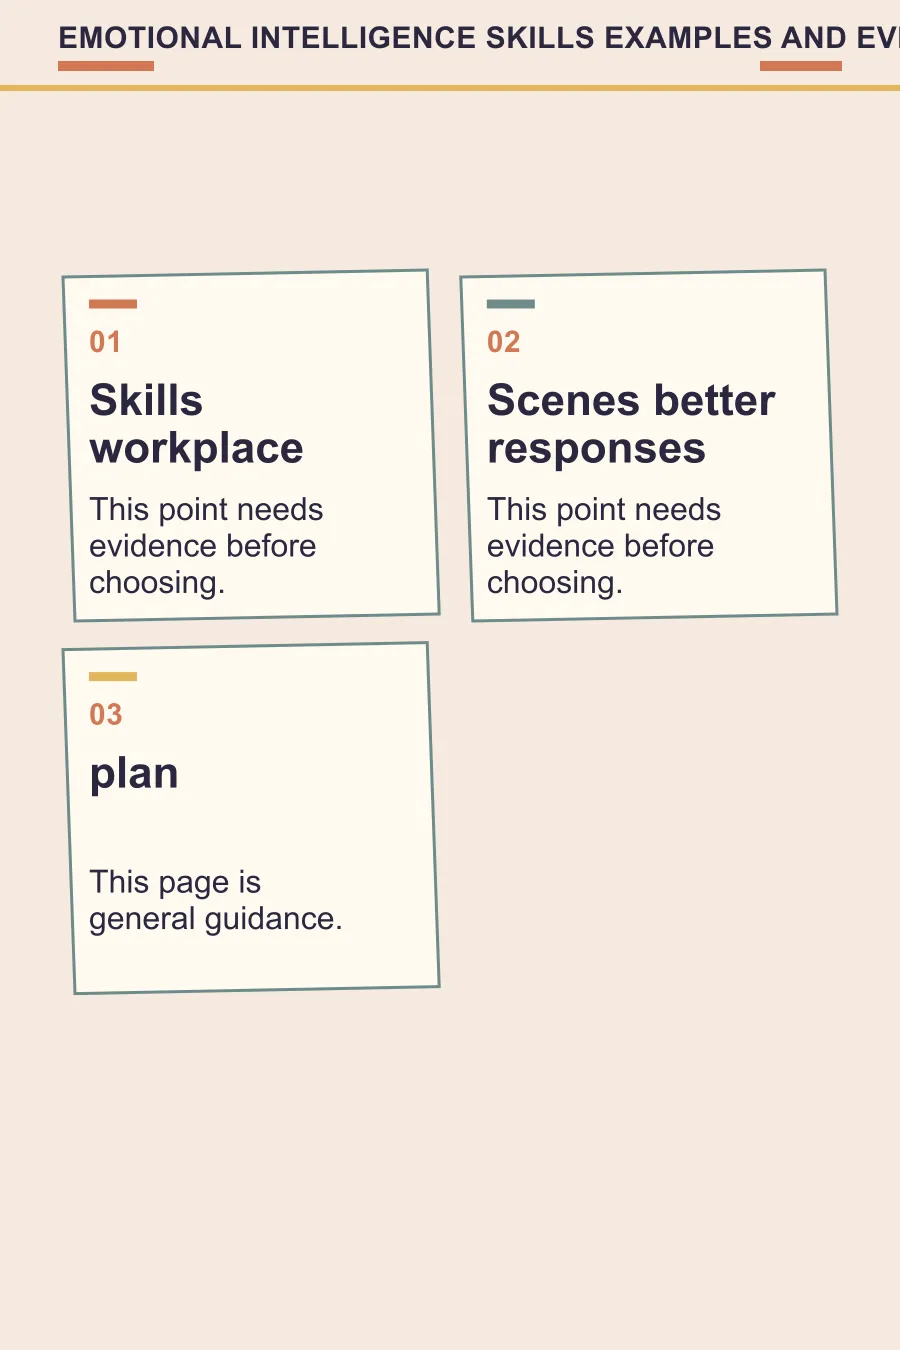 EMOTIONAL INTELLIGENCE SKILLS EXAMPLES AND
01
Skills
workplace
This point needs
evidence before
choosing.
02
Scenes better
responses
This point needs
evidence before
choosing.
03
plan
This page is
general guidance.